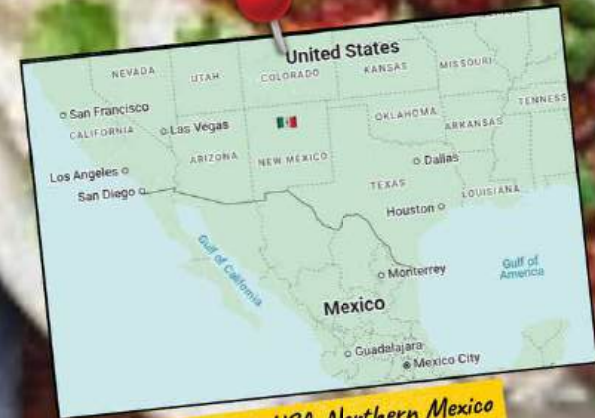 United States
NEVADA
UTAH
COLORADO
KANSAS
MISSOURI
San Francisco
CALIFORNIA
Las Vegas
OKLAHOMA
ARKANSAS
TENNESS
Los Angeles
ARIZONA
NEW MEXICO
Dallas
San Diego
TEXAS
LOUISIANA
Houston
Gulf of
California
Monterrey
Gulf of
America
Mexico
Guadalajara
Mexico City
USA, Northern Mexico